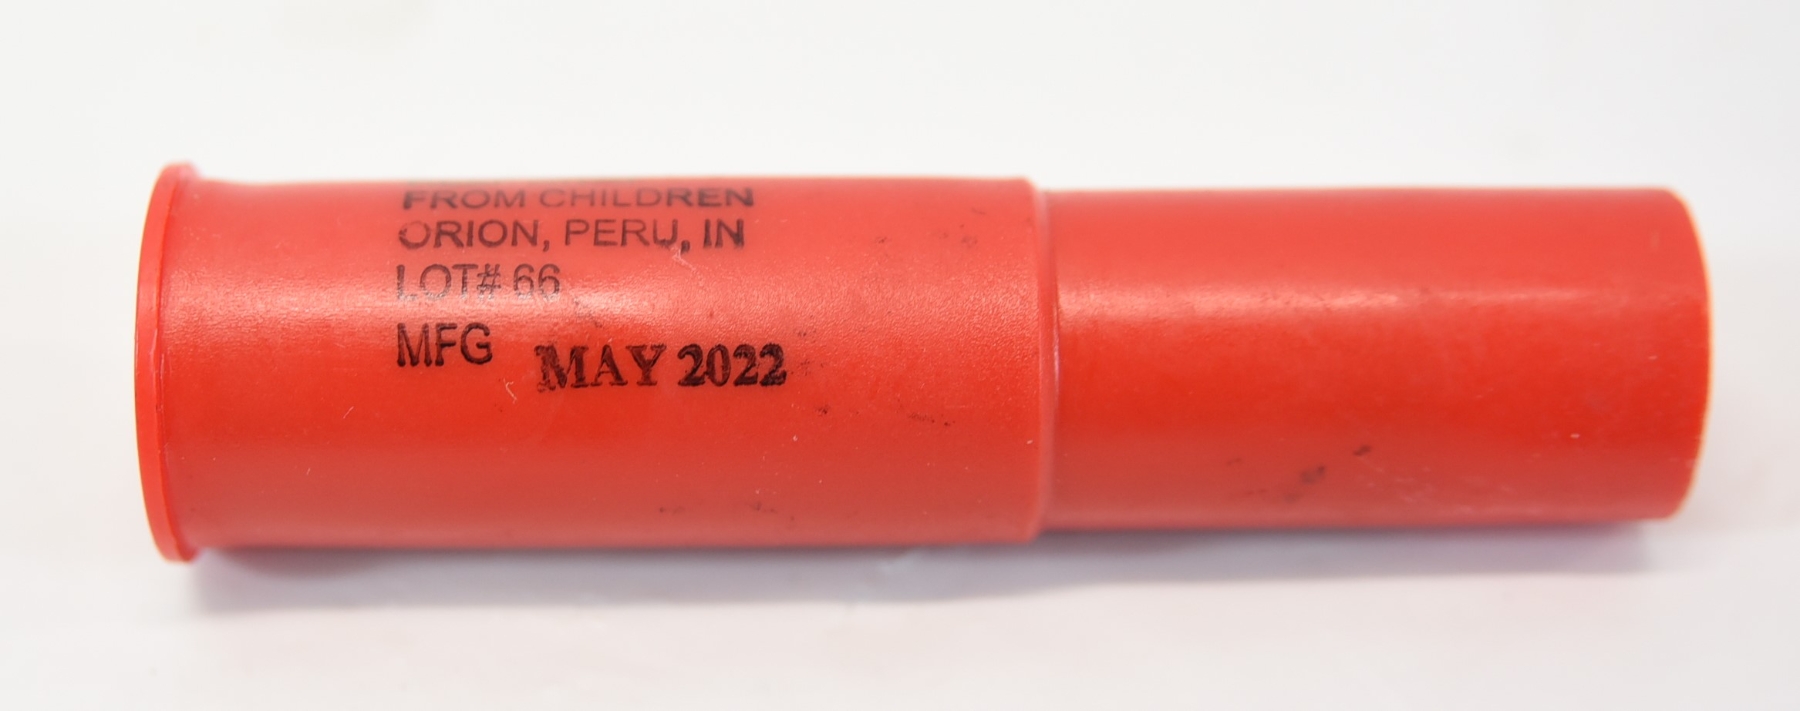 FROM CHILDREN
ORION, PERU, IN
LOT# 66
MFG MAY 2022